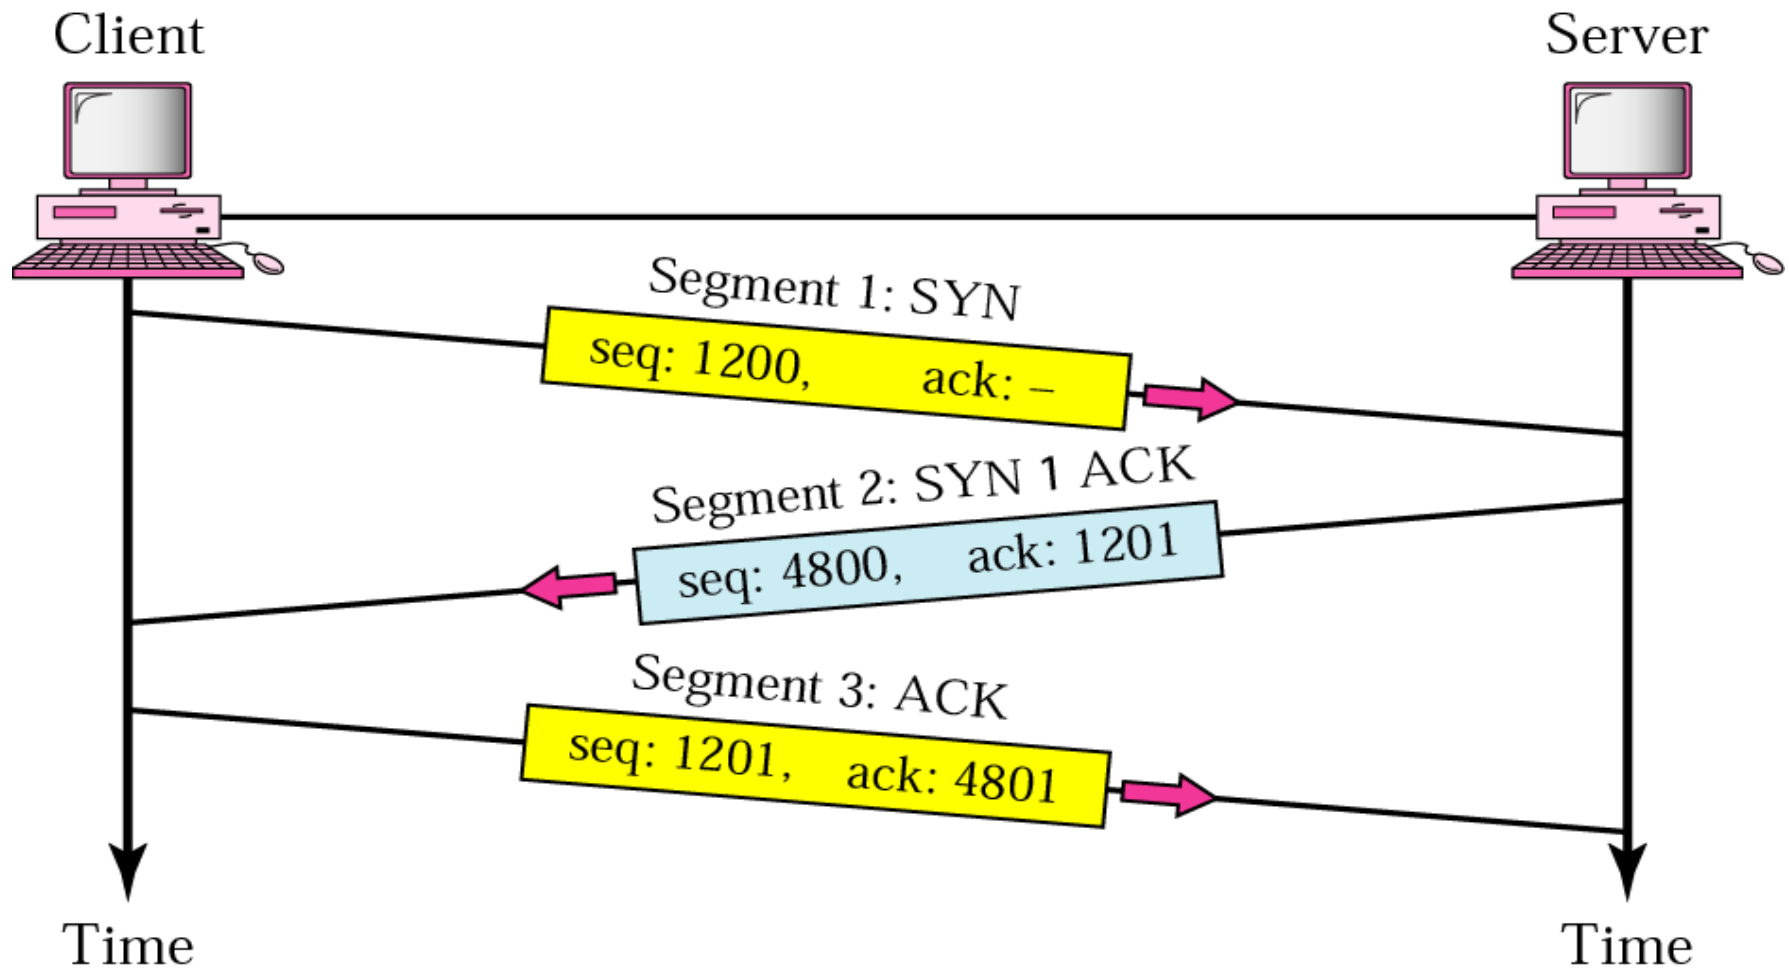 Client
Server
Segment 1: SYN
seq: 1200, ack: –
Segment 2: SYN 1 ACK
seq: 4800, ack: 1201
Segment 3: ACK
seq: 1201, ack: 4801
Time
Time